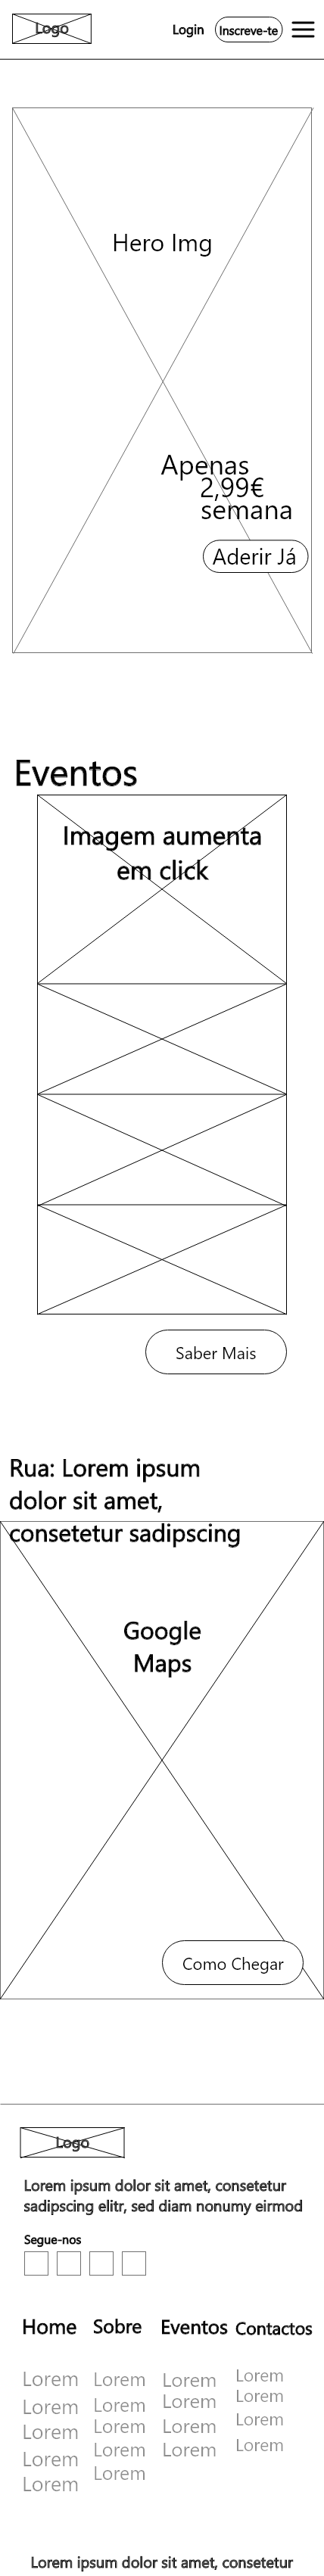 Logo
Login
Inscreve-te
Hero Img
Apenas
2,99€
semana
Aderir Já
Eventos
Imagem aumenta
em click
Saber Mais
Rua: Lorem ipsum
dolor sit amet,
consetetur sadipscing
Google
Maps
Como Chegar
Logo
Lorem ipsum dolor sit amet, consetetur
sadipscing elitr, sed diam nonumy eirmod
Segue-nos
Home
Lorem
Lorem
Lorem
Lorem
Lorem
Sobre
Lorem
Lorem
Lorem
Lorem
Lorem
Eventos
Lorem
Lorem
Lorem
Lorem
Contactos
Lorem
Lorem
Lorem
Lorem
Lorem ipsum dolor sit amet, consetetur